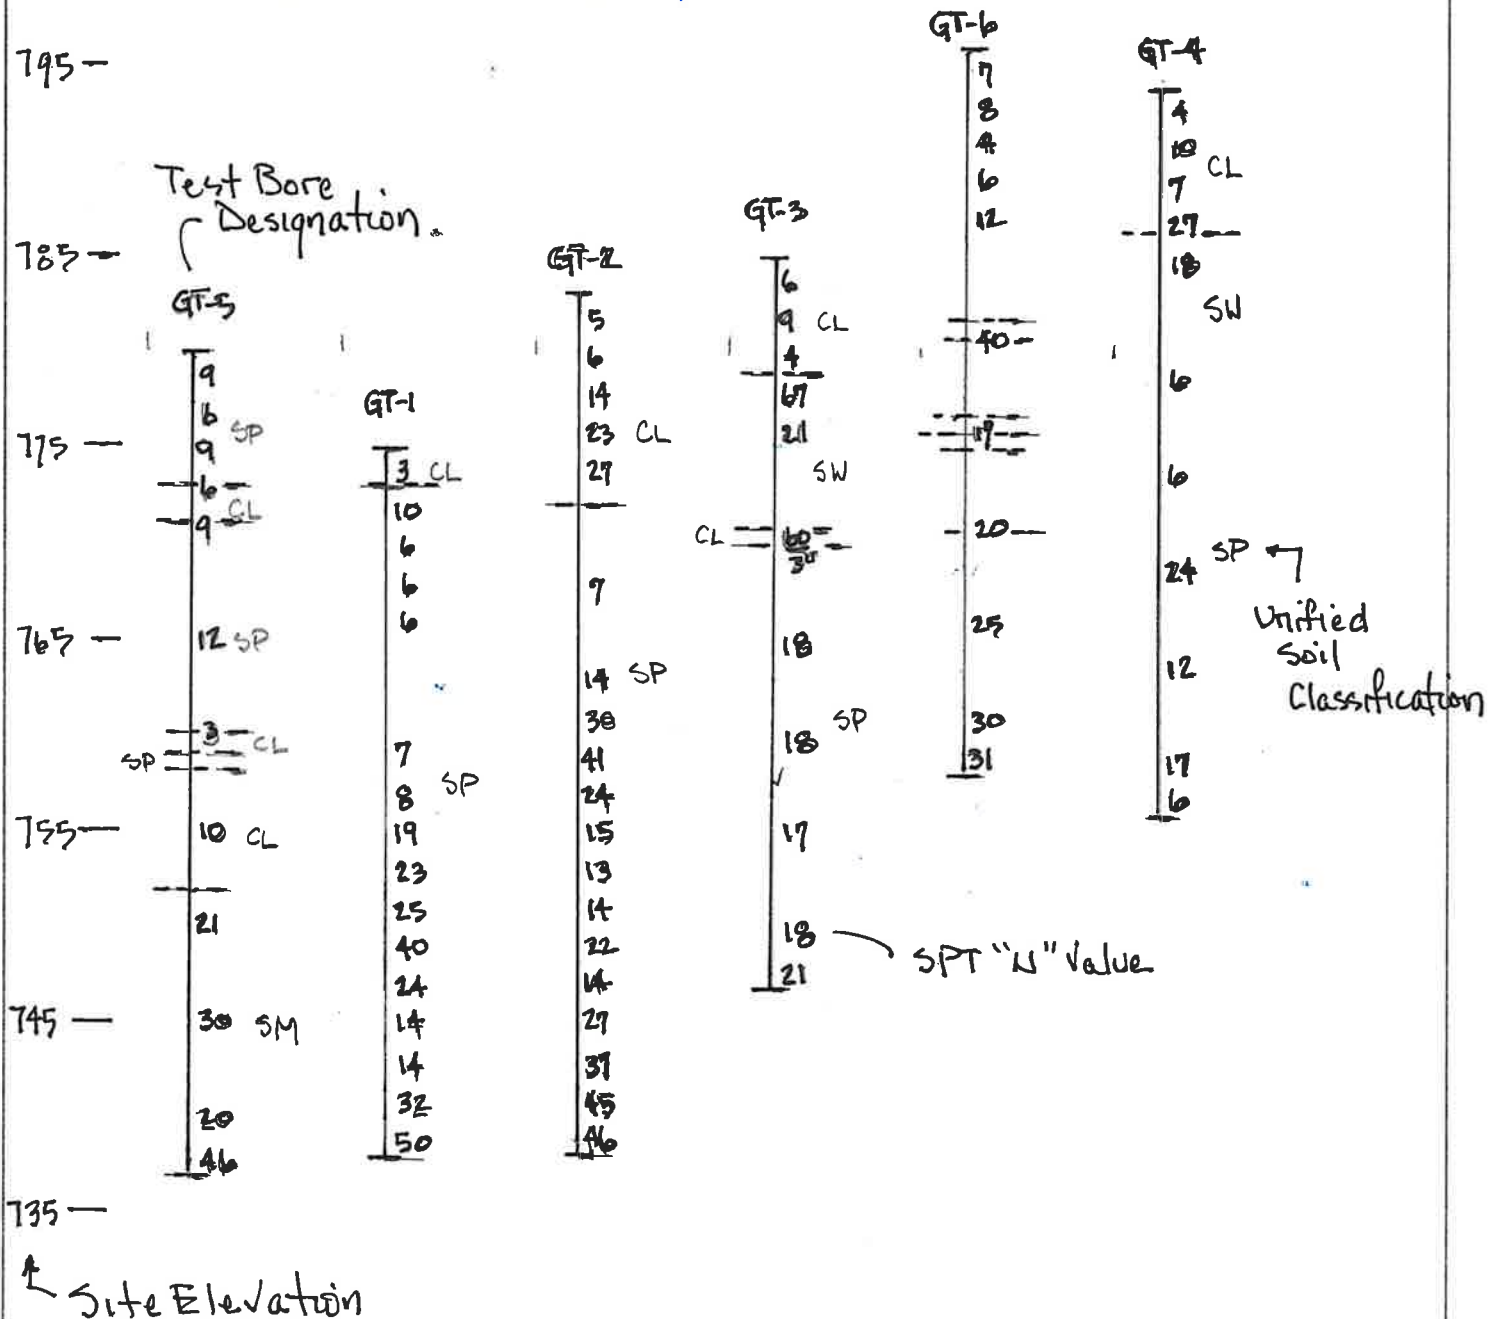 GT-6
795 —
GT-4
7
8
4
6
12
4
10
CL
7
27
18
SW
6
6
24
SP
12
17
6
Test Bore
Designation.
785 —
GT-5
GT-2
GT-3
6
9 CL
4
67
21
SW
CL
60
3"
18
18 SP
17
18
21
SPT "N" Value
40
19
20
25
30
31
Unified
Soil
Classification
9
6
9 SP
6
CL
9
12 SP
3
CL
SP
10 CL
21
30 SM
20
46
GT-1
3 CL
10
6
6
6
7
8 SP
19
23
25
40
24
14
14
32
50
5
6
14
23 CL
27
7
14 SP
30
41
24
15
13
14
22
14
27
37
45
46
775 —
765 —
755 —
745 —
735 —
Site Elevation